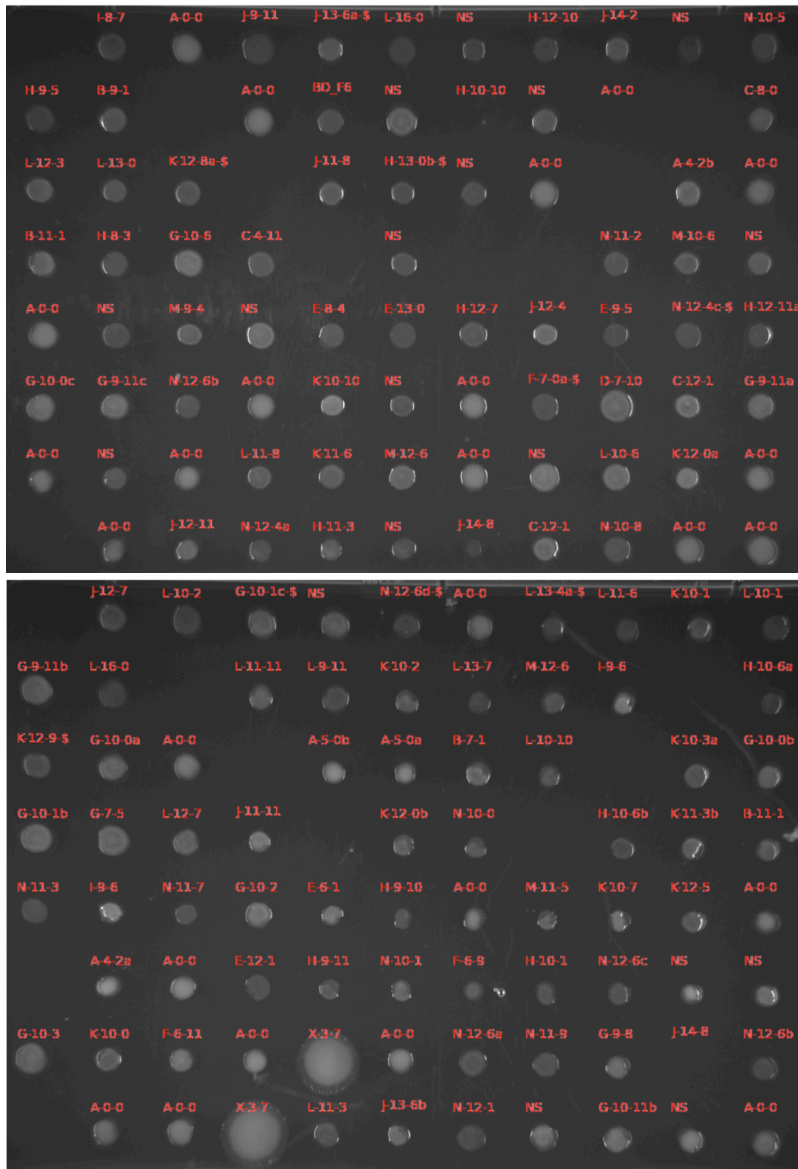 I-8-7 A-0-0 J-9-11 J-13-6a-$ L-16-0 NS H-12-10 J-14-2 NS N-10-5
H-9-5 B-9-1 A-0-0 BD_F6 NS H-10-10 NS A-0-0 C-8-0
L-12-3 L-13-0 K-12-8a-$ J-11-8 H-13-0b-$ NS A-0-0 A-4-2b A-0-0
B-11-1 H-8-3 G-10-6 C-4-11 NS N-11-2 M-10-6 NS
A-0-0 NS M-9-4 NS E-8-4 E-13-0 H-12-7 J-12-4 E-9-5 N-12-4c-$ H-12-11a
G-10-0c G-9-11c N-12-6b A-0-0 K-10-10 NS A-0-0 F-7-0a-$ D-7-10 C-12-1 G-9-11a
A-0-0 NS A-0-0 L-11-8 K-11-6 M-12-6 A-0-0 NS L-10-6 K-12-0a A-0-0
A-0-0 J-12-11 N-12-4a H-11-3 NS J-14-8 C-12-1 N-10-8 A-0-0 A-0-0
J-12-7 L-10-2 G-10-1c-$ NS N-12-6d-$ A-0-0 L-13-4a-$ L-11-6 K-10-1 L-10-1
G-9-11b L-16-0 L-11-11 L-9-11 K-10-2 L-13-7 M-12-6 I-9-6 H-10-6a
K-12-9-$ G-10-0a A-0-0 A-5-0b A-5-0a B-7-1 L-10-10 K-10-3a G-10-0b
G-10-1b G-7-5 L-12-7 J-11-11 K-12-0b N-10-0 H-10-6b K-11-3b B-11-1
N-11-3 I-9-6 N-11-7 G-10-2 E-6-1 H-9-10 A-0-0 M-11-5 K-10-7 K-12-5 A-0-0
A-4-2a A-0-0 E-12-1 H-9-11 N-10-1 F-6-9 H-10-1 N-12-6c NS NS
G-10-3 K-10-0 F-6-11 A-0-0 X-3-7 A-0-0 N-12-6a N-11-9 G-9-8 J-14-8 N-12-6b
A-0-0 A-0-0 X-3-7 L-11-3 J-13-6b N-12-1 NS G-10-11b NS A-0-0